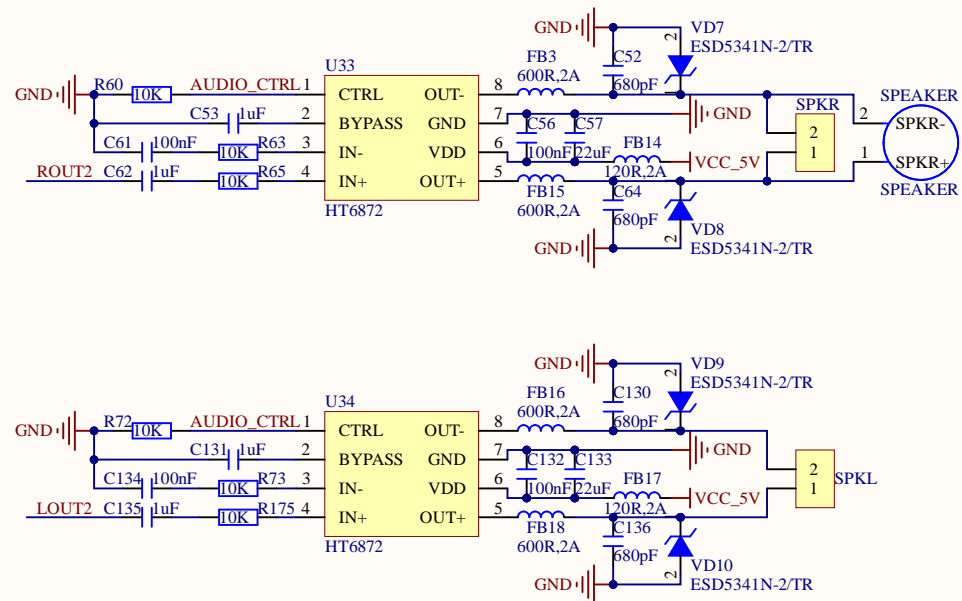 GND
VD7
ESD5341N-2/TR
2
1
FB3
600R,2A
C52
680pF
U33
GND
R60
10K
AUDIO_CTRL
1
CTRL
OUT-
8
C53
1uF
2
BYPASS
GND
7
GND
C61
100nF
R63
10K
3
IN-
VDD
6
C56
100nF
C57
22uF
FB14
120R,2A
VCC_5V
ROUT2
C62
1uF
R65
10K
4
IN+
OUT+
5
HT6872
FB15
600R,2A
C64
680pF
GND
2
VD8
ESD5341N-2/TR
SPKR
2
1
SPEAKER
2
SPKR-
1
SPKR+
SPEAKER
GND
VD9
ESD5341N-2/TR
2
1
FB16
600R,2A
C130
680pF
U34
GND
R72
10K
AUDIO_CTRL
1
CTRL
OUT-
8
C131
1uF
2
BYPASS
GND
7
GND
C134
100nF
R73
10K
3
IN-
VDD
6
C132
100nF
C133
22uF
FB17
120R,2A
VCC_5V
LOUT2
C135
1uF
R175
10K
4
IN+
OUT+
5
HT6872
FB18
600R,2A
C136
680pF
GND
2
VD10
ESD5341N-2/TR
2
1
SPKL